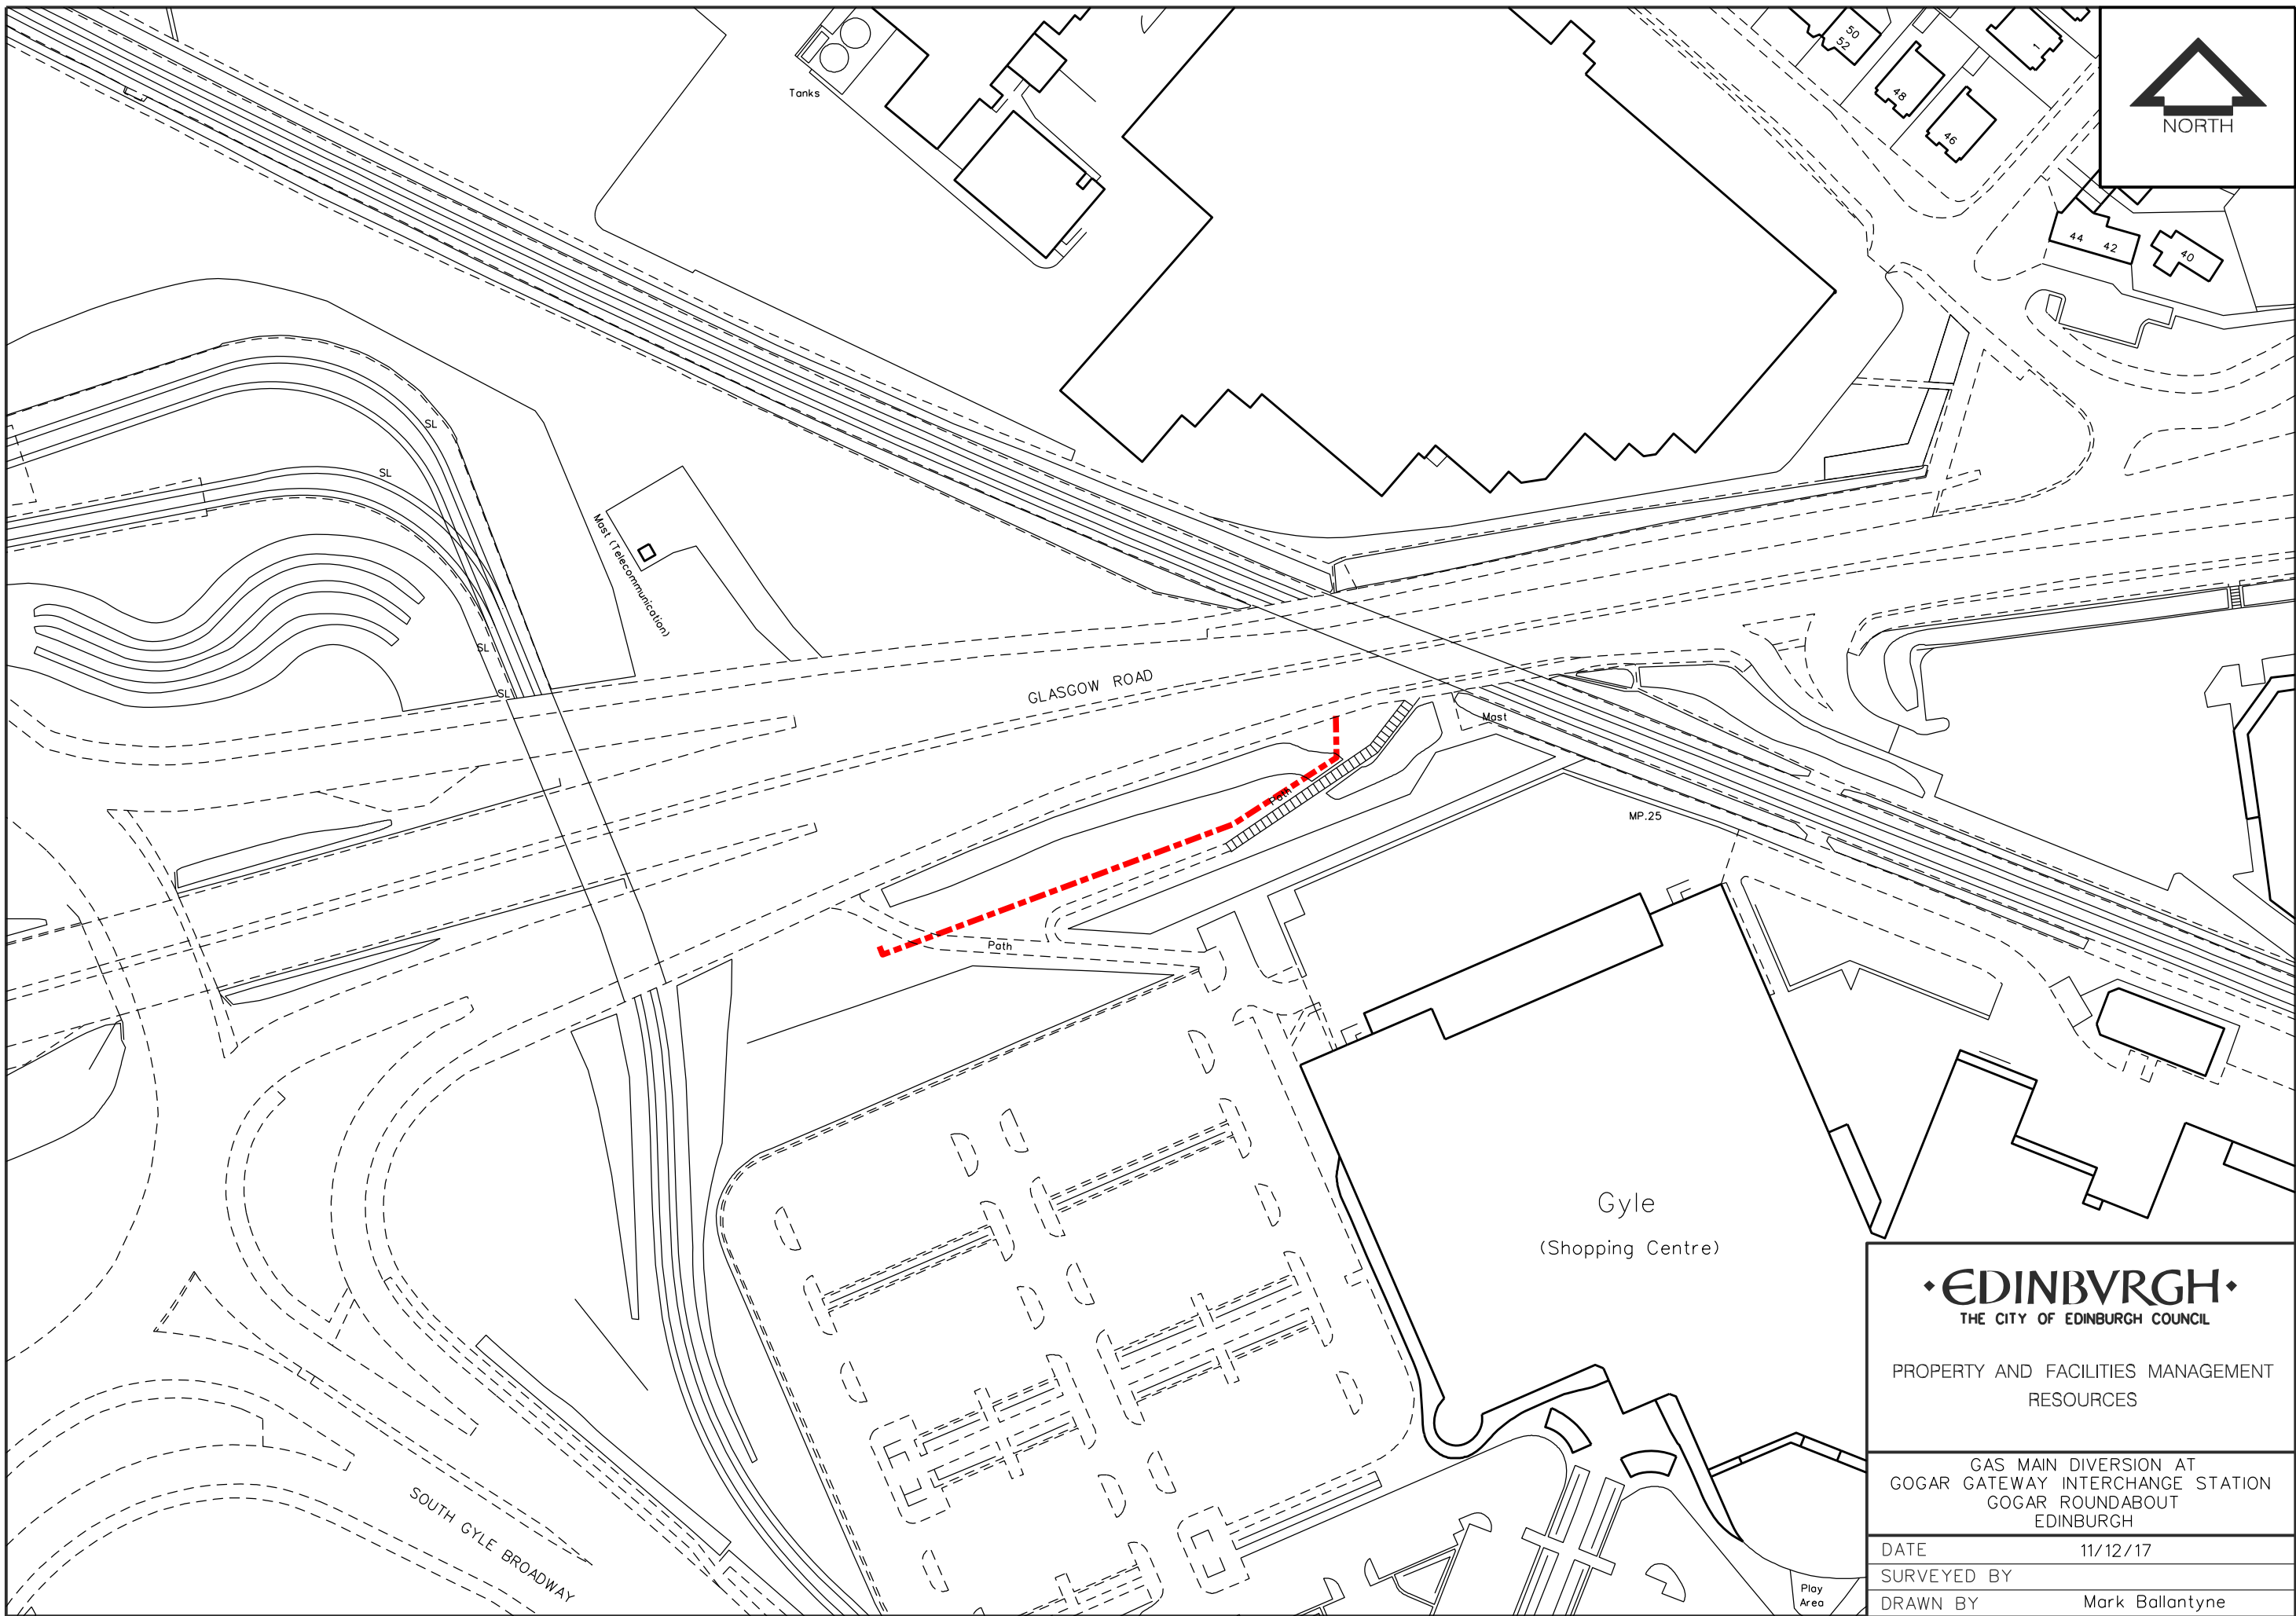 Tanks
50
52
48
46
1
NORTH
44
42
40
SL
SL
SL
SL
Mast (Telecommunication)
GLASGOW ROAD
Mast
Path
MP.25
Path
Gyle
(Shopping Centre)
SOUTH GYLE BROADWAY
Play
Area
•EDINBVRGH•
THE CITY OF EDINBURGH COUNCIL
PROPERTY AND FACILITIES MANAGEMENT
RESOURCES
GAS MAIN DIVERSION AT
GOGAR GATEWAY INTERCHANGE STATION
GOGAR ROUNDABOUT
EDINBURGH
DATE 11/12/17
SURVEYED BY
DRAWN BY Mark Ballantyne